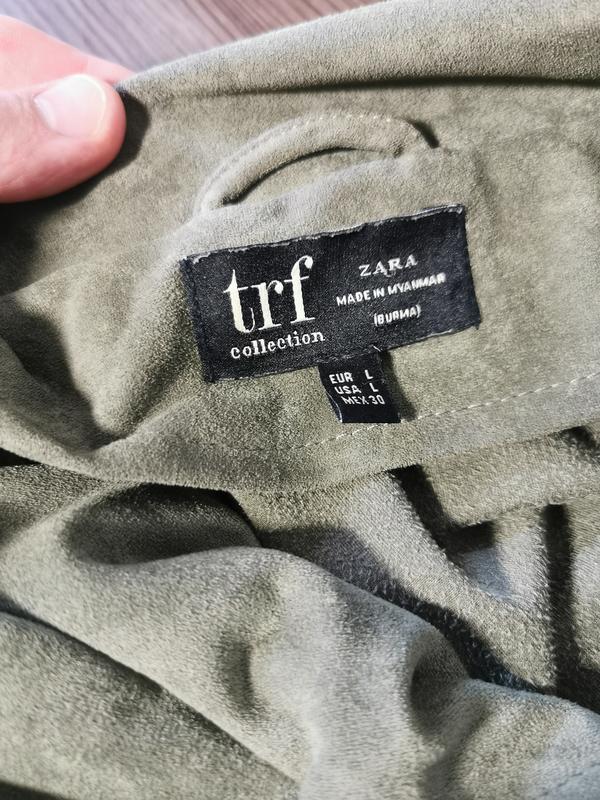 trf
collection
ZARA
MADE IN MYANMAR
(BURMA)
EUR L
USA L
MEX 30